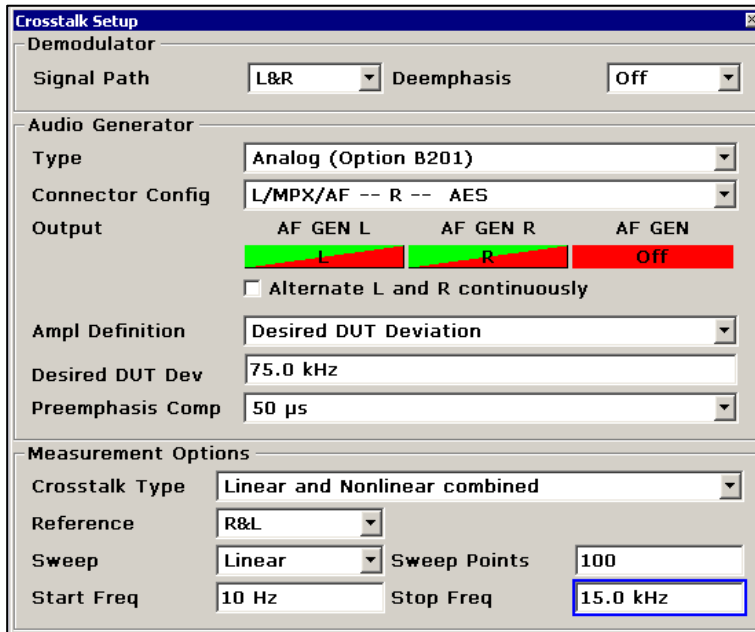 Crosstalk Setup
Demodulator
Signal Path L&R Deemphasis Off
Audio Generator
Type Analog (Option B201)
Connector Config L/MPX/AF -- R -- AES
Output AF GEN L AF GEN R AF GEN
L R Off
Alternate L and R continuously
Ampl Definition Desired DUT Deviation
Desired DUT Dev 75.0 kHz
Preemphasis Comp 50 µs
Measurement Options
Crosstalk Type Linear and Nonlinear combined
Reference R&L
Sweep Linear Sweep Points 100
Start Freq 10 Hz Stop Freq 15.0 kHz